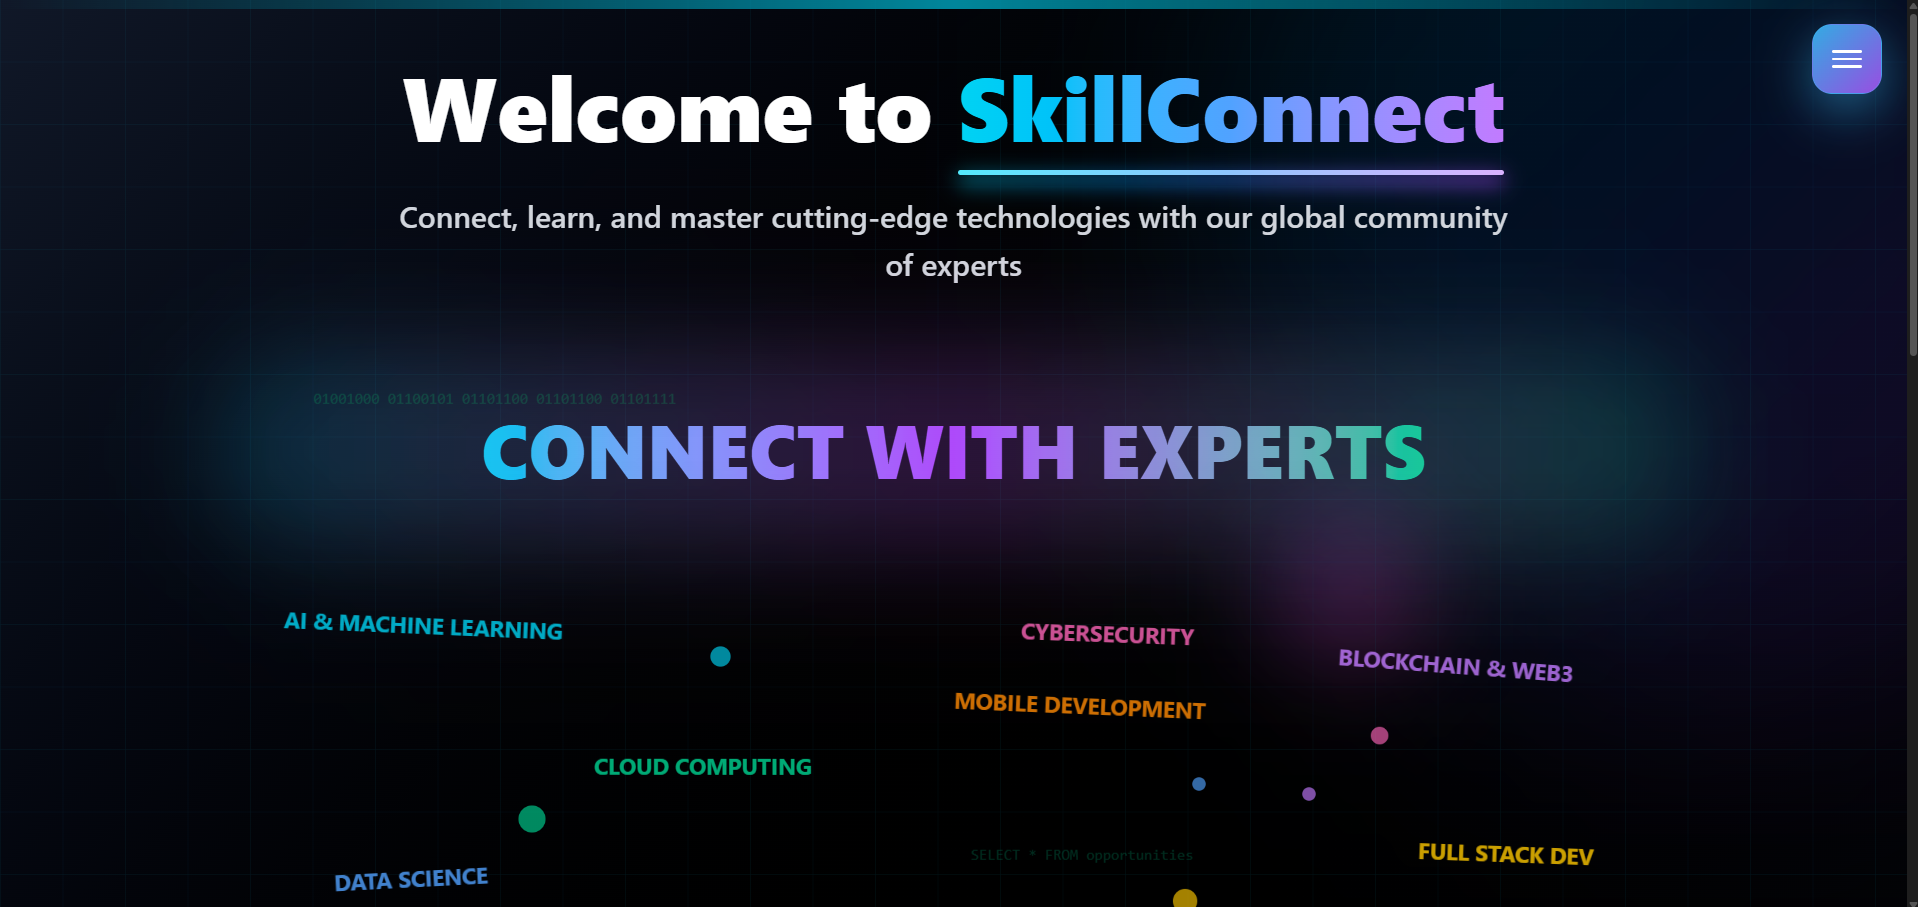 Welcome to SkillConnect
Connect, learn, and master cutting-edge technologies with our global community
of experts
01001000 01100101 01101100 01101100 01101111
CONNECT WITH EXPERTS
AI & MACHINE LEARNING
CYBERSECURITY
BLOCKCHAIN & WEB3
MOBILE DEVELOPMENT
CLOUD COMPUTING
SELECT * FROM opportunities
FULL STACK DEV
DATA SCIENCE